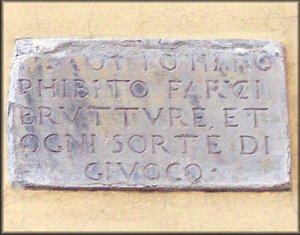 PHIBITO FARCI
BRVTTVRE ET
OGNI SORTE DI
GIVOCO